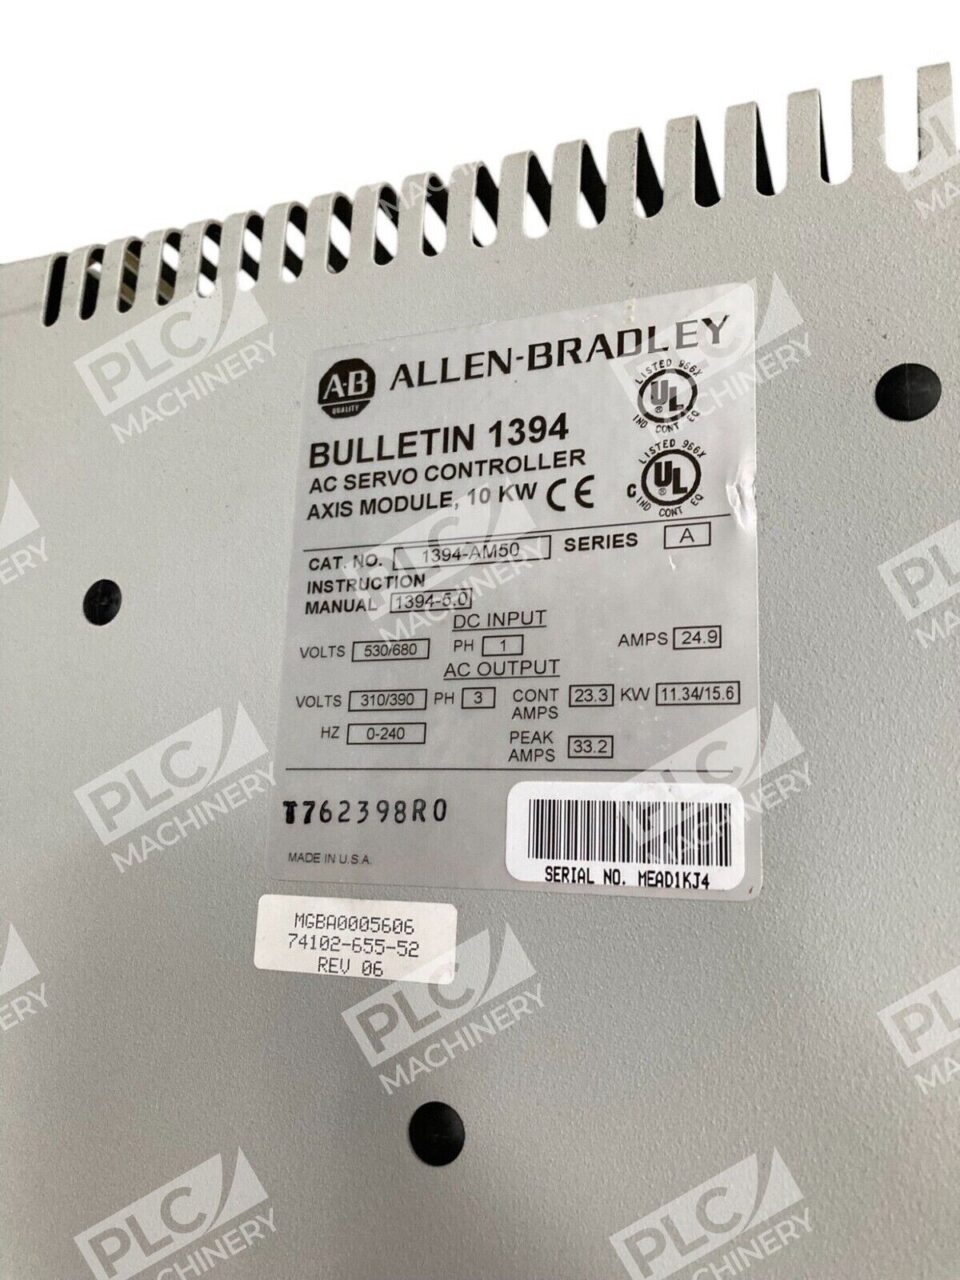 A-B ALLEN-BRADLEY
QUALITY
LISTED 966X
UL
®
IND CONT EQ
BULLETIN 1394
AC SERVO CONTROLLER
AXIS MODULE, 10 KW CE
LISTED 966X
C UL
®
IND CONT EQ
CAT. NO. 1394-AM50 SERIES A
INSTRUCTION
MANUAL 1394-5.0
DC INPUT
VOLTS 530/680 PH 1 AMPS 24.9
AC OUTPUT
VOLTS 310/390 PH 3 CONT AMPS 23.3 KW 11.34/15.6
HZ 0-240 PEAK AMPS 33.2
T762398R0
MADE IN U.S.A.
SERIAL NO. MEAD1KJ4
MGBA0005606
74102-655-52
REV 06
PLC MACHINERY